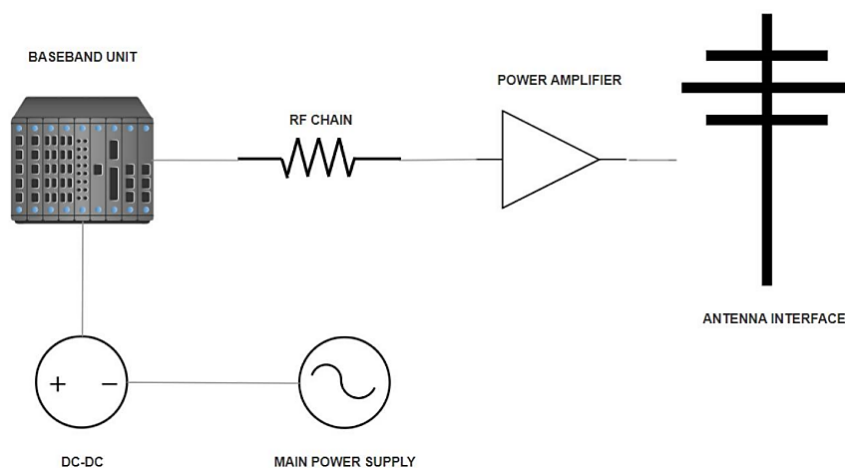 BASEBAND UNIT
RF CHAIN
POWER AMPLIFIER
ANTENNA INTERFACE
+ −
DC-DC
MAIN POWER SUPPLY